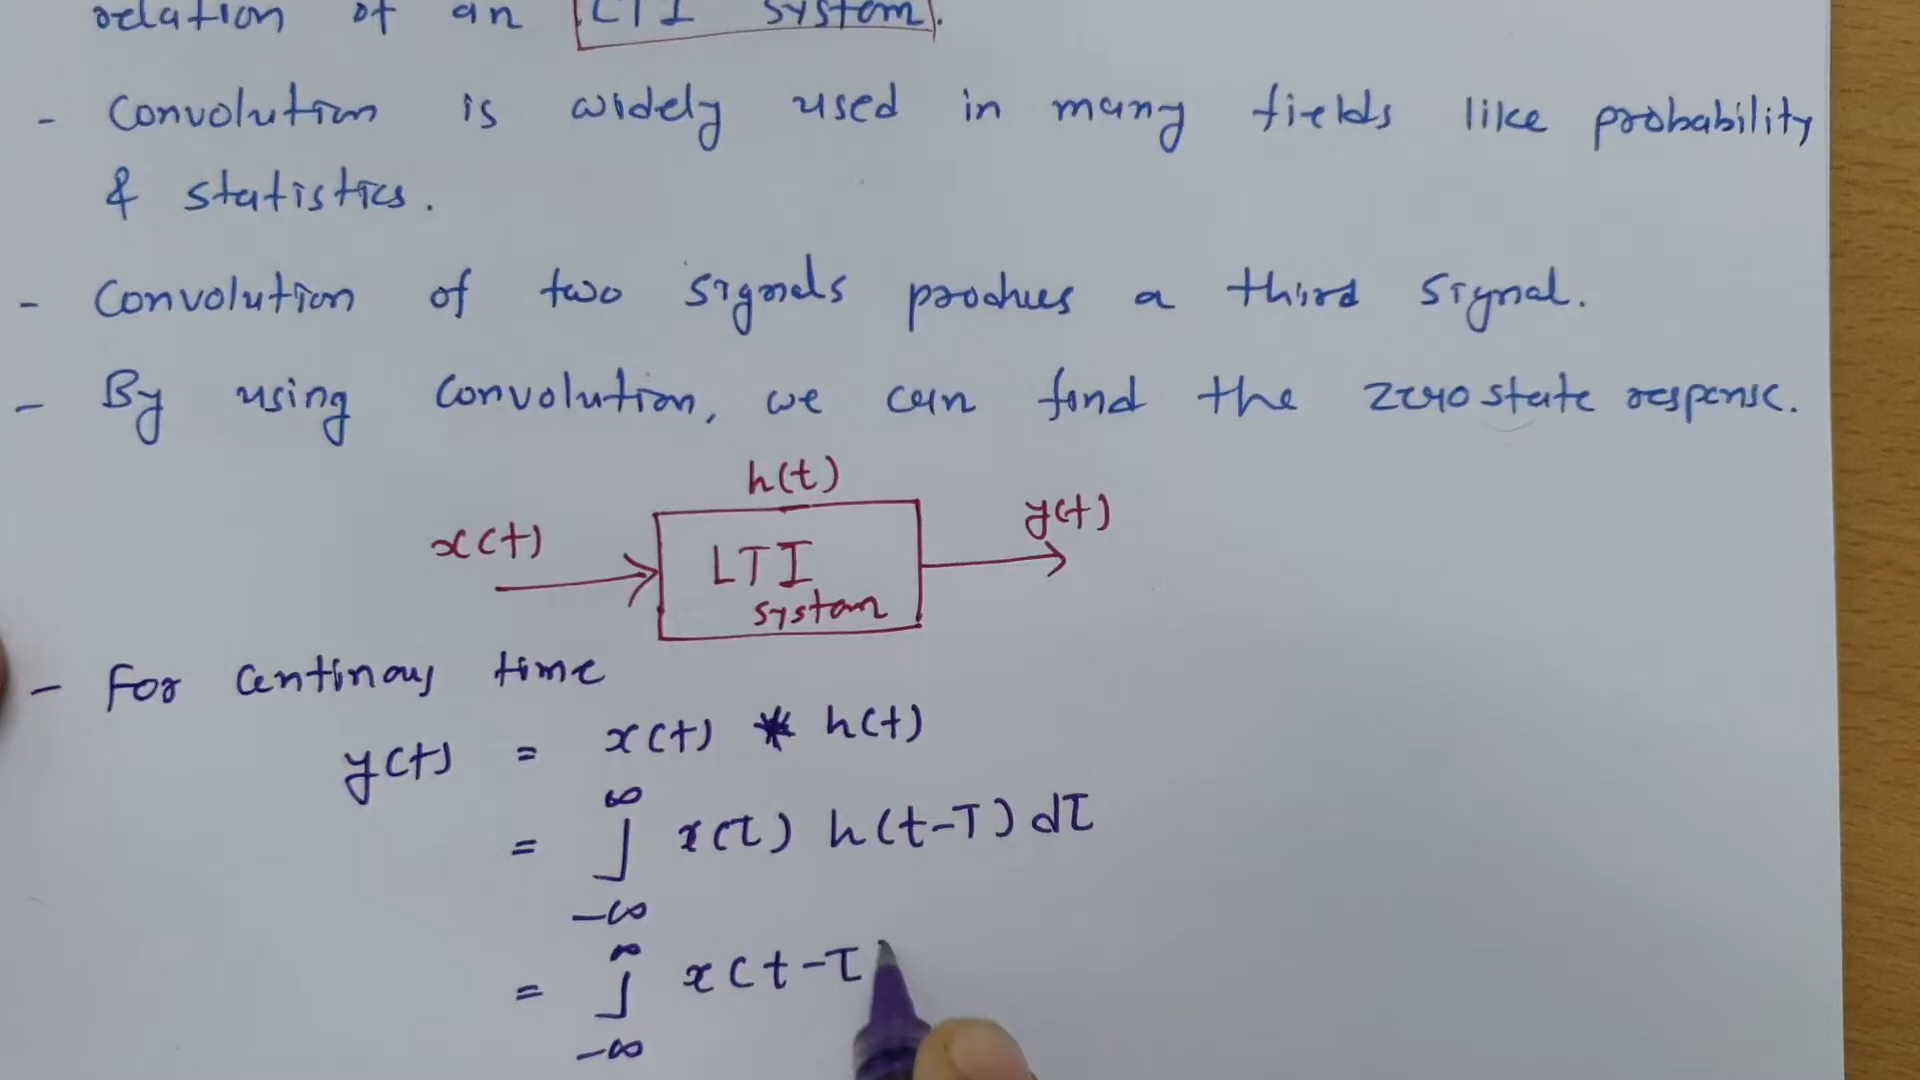 relation of an LTI system.
- Convolution is widely used in many fields like probability
& statistics.
- Convolution of two signals produces a third signal.
- By using convolution, we can find the zero state response.
h(t)
x(t)
y(t)
LTI
system
- For continous time
y(t) = x(t) * h(t)
= ∫_{-∞}^{∞} x(τ) h(t-τ) dτ
= ∫_{-∞}^{∞} x(t-τ